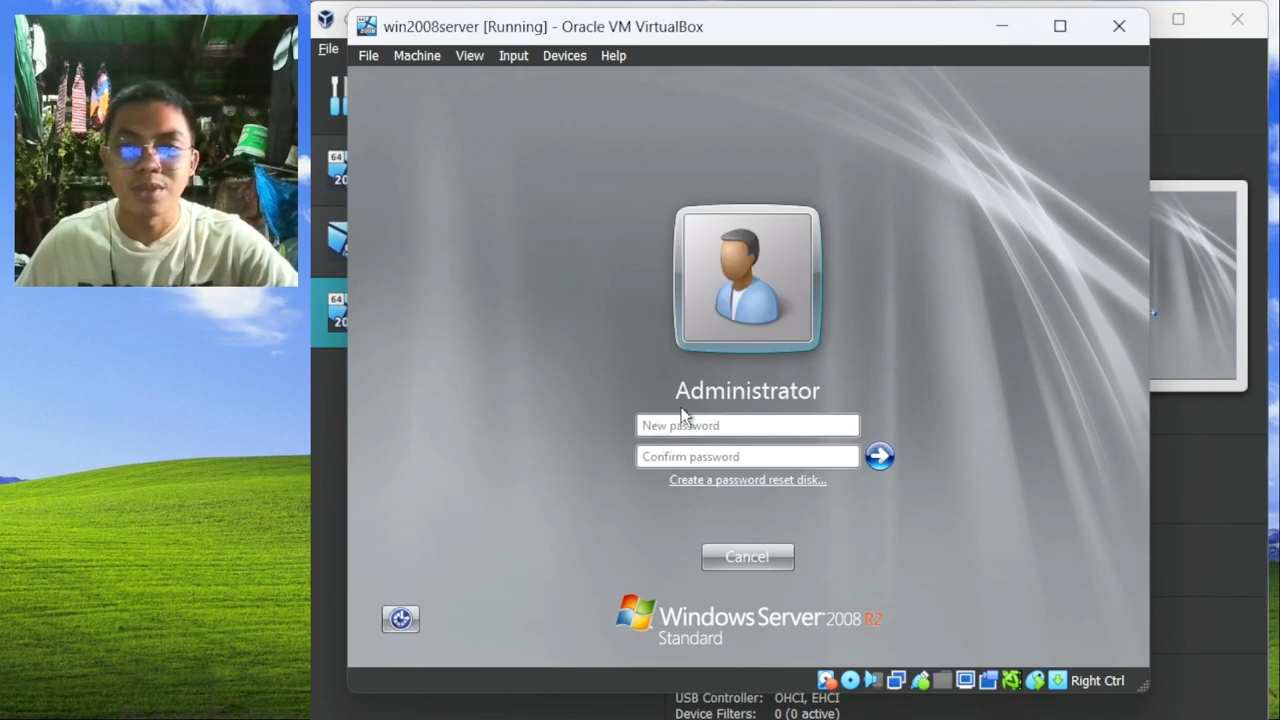 win2008server [Running] - Oracle VM VirtualBox
File
File Machine View Input Devices Help
64
20
Administrator
New password
Confirm password
Create a password reset disk...
Cancel
64
20
Windows Server 2008 R2
Standard
Right Ctrl
USB Controller: OHCI, EHCI
Device Filters: 0 (0 active)